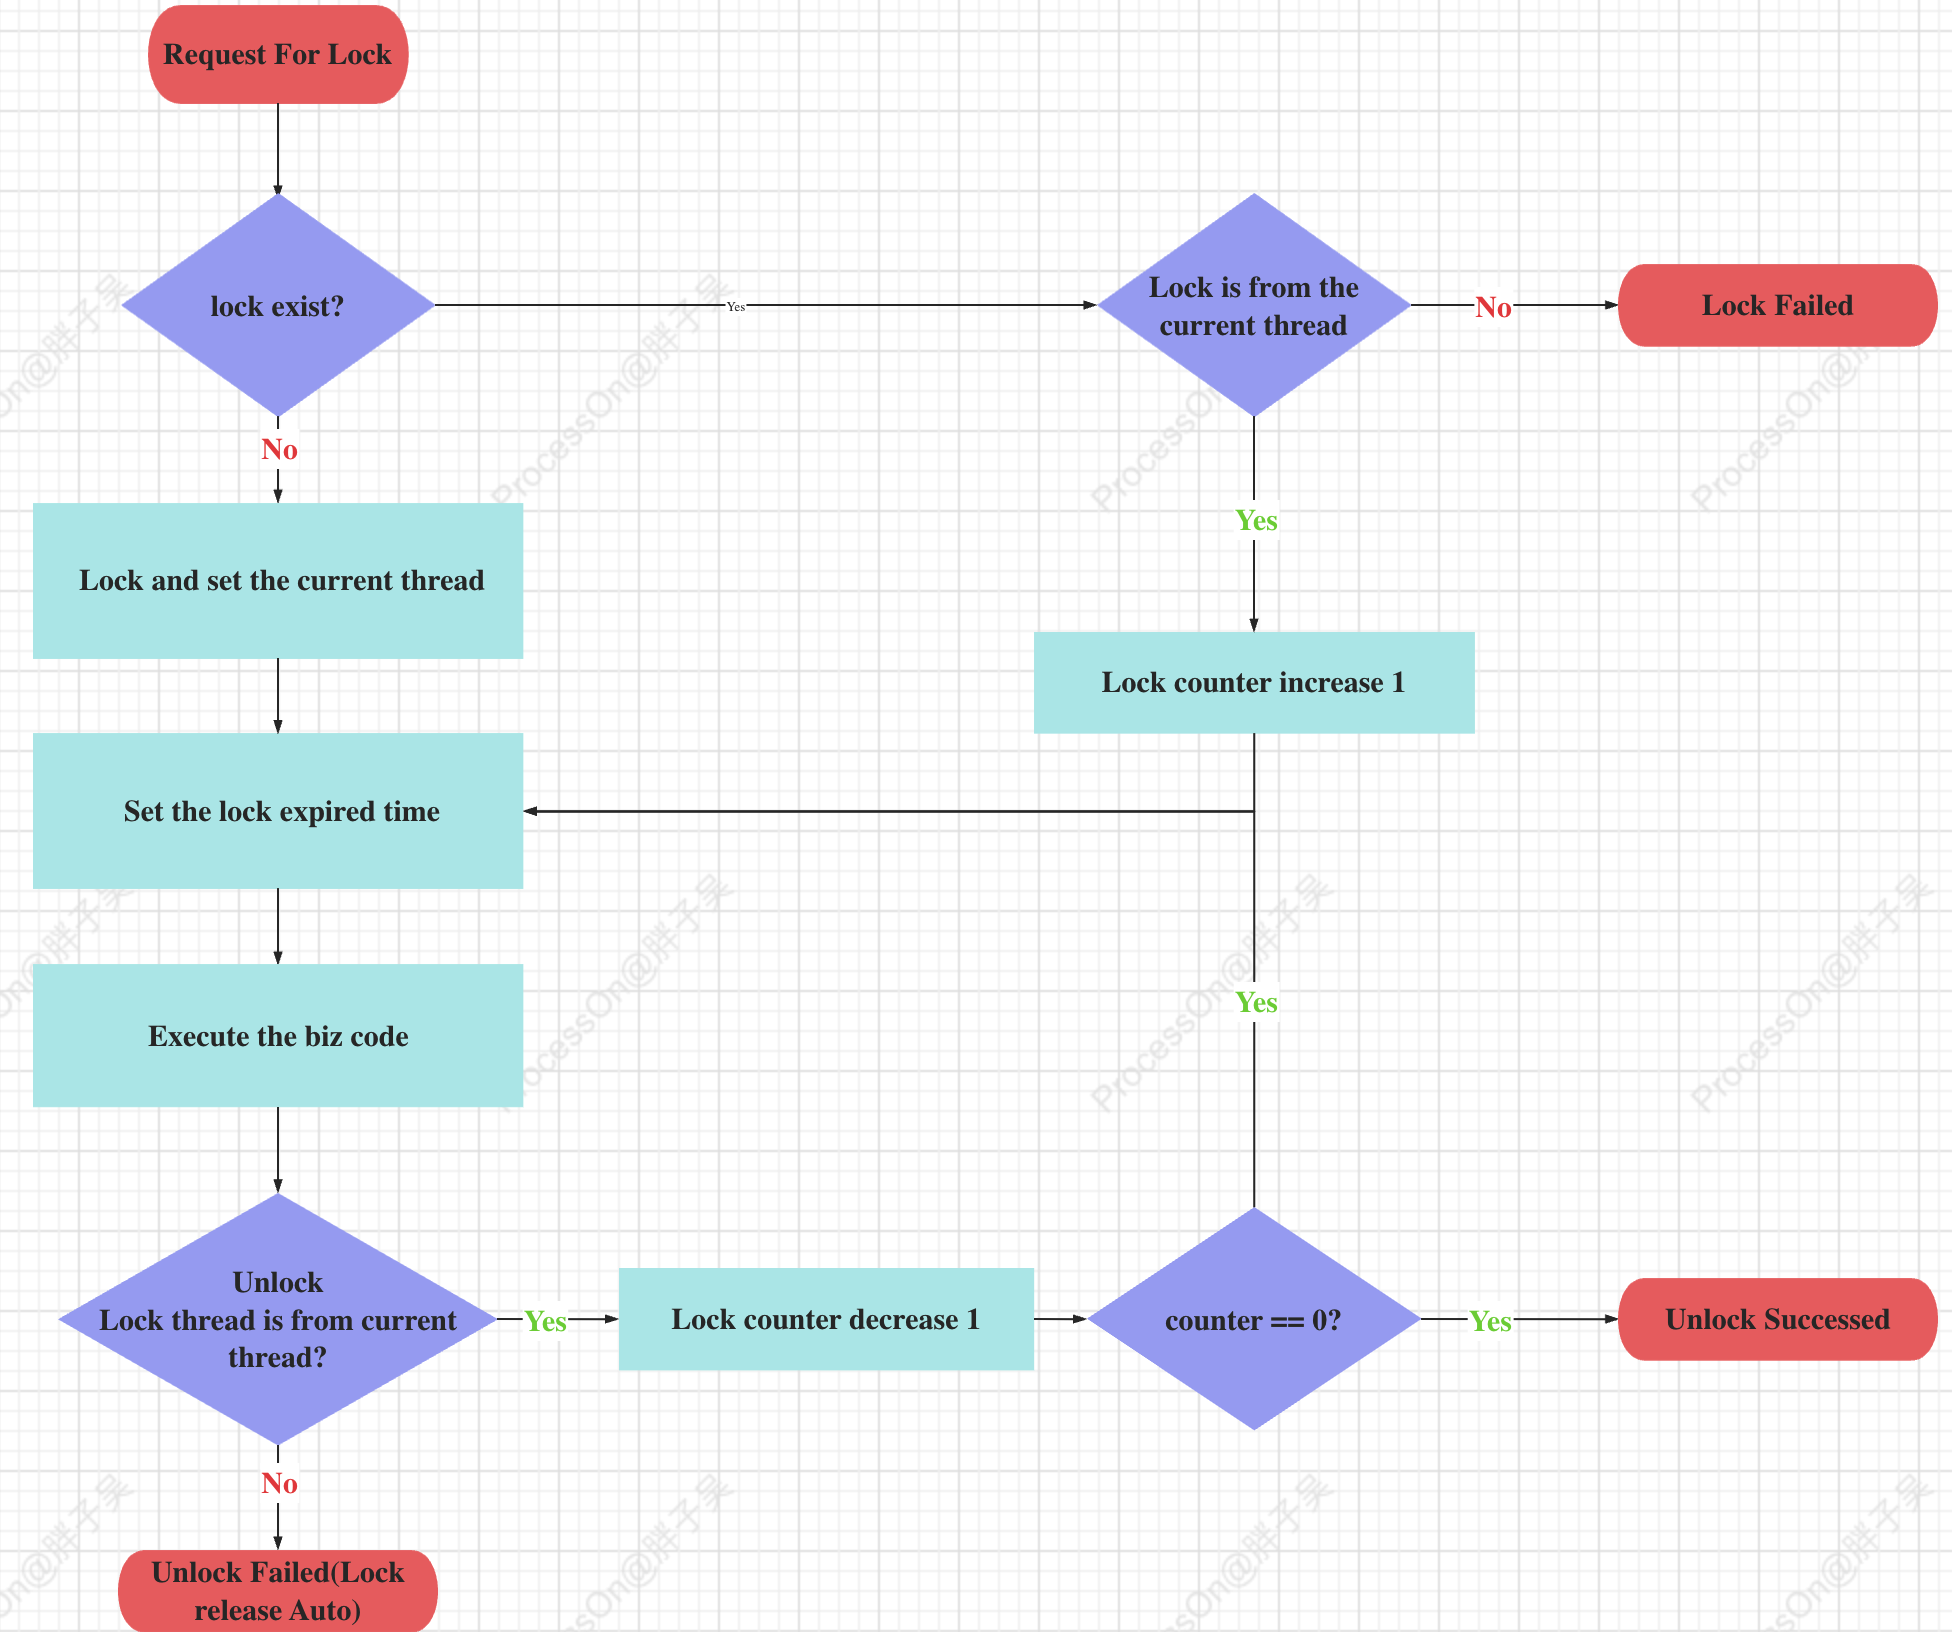 Request For Lock
lock exist?
Yes
Lock is from the
current thread
No
Lock Failed
No
Yes
Lock and set the current thread
Lock counter increase 1
Set the lock expired time
Execute the biz code
Yes
Unlock
Lock thread is from current
thread?
Yes
Lock counter decrease 1
counter == 0?
Yes
Unlock Successed
No
Unlock Failed(Lock
release Auto)
ProcessOn@胖子吴